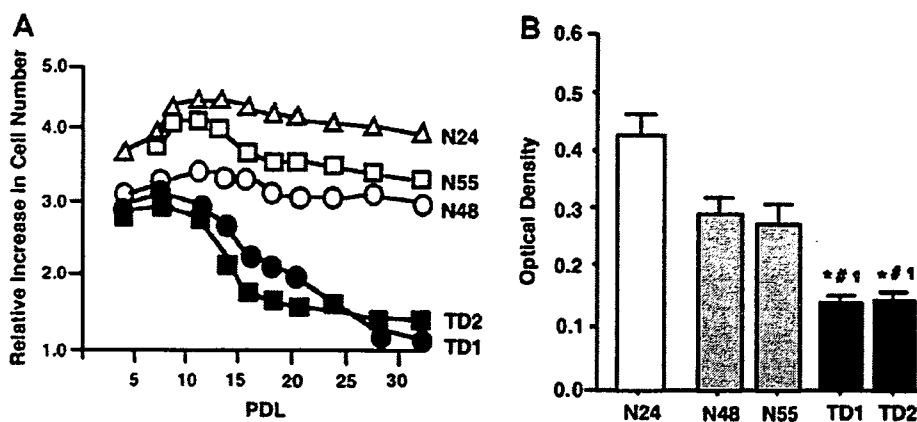 A
Relative Increase In Cell Number
5.0
4.0
3.0
2.0
1.0
5 10 15 20 25 30
PDL
N24
N55
N48
TD2
TD1
B
Optical Density
0.6
0.5
0.4
0.3
0.2
0.1
0.0
*#¶ *#¶
N24 N48 N55 TD1 TD2